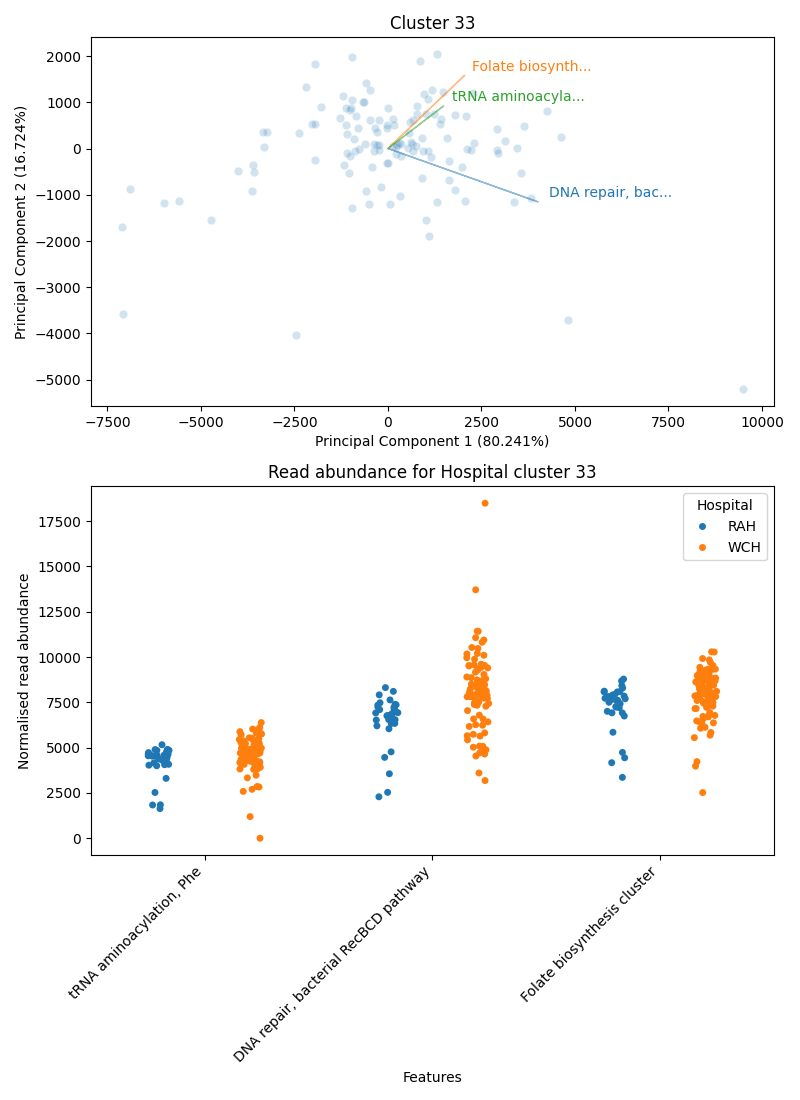 Cluster 33
Principal Component 2 (16.724%)
2000
1000
0
−1000
−2000
−3000
−4000
−5000
Folate biosynth...
tRNA aminoacyla...
DNA repair, bac...
−7500
−5000
−2500
0
2500
5000
7500
10000
Principal Component 1 (80.241%)
Read abundance for Hospital cluster 33
Normalised read abundance
17500
15000
12500
10000
7500
5000
2500
0
Hospital
RAH
WCH
tRNA aminoacylation, Phe
DNA repair, bacterial RecBCD pathway
Folate biosynthesis cluster
Features